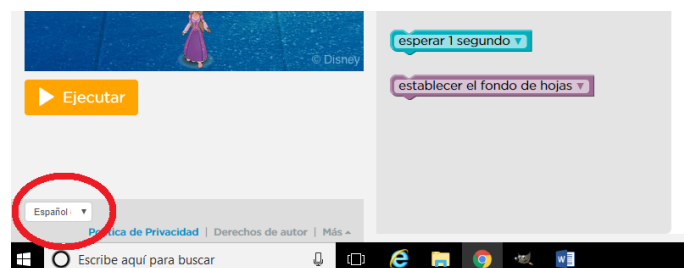 © Disney
esperar 1 segundo
establecer el fondo de hojas
Ejecutar
Español
de Privacidad | Derechos de autor | Más
Escribe aquí para buscar